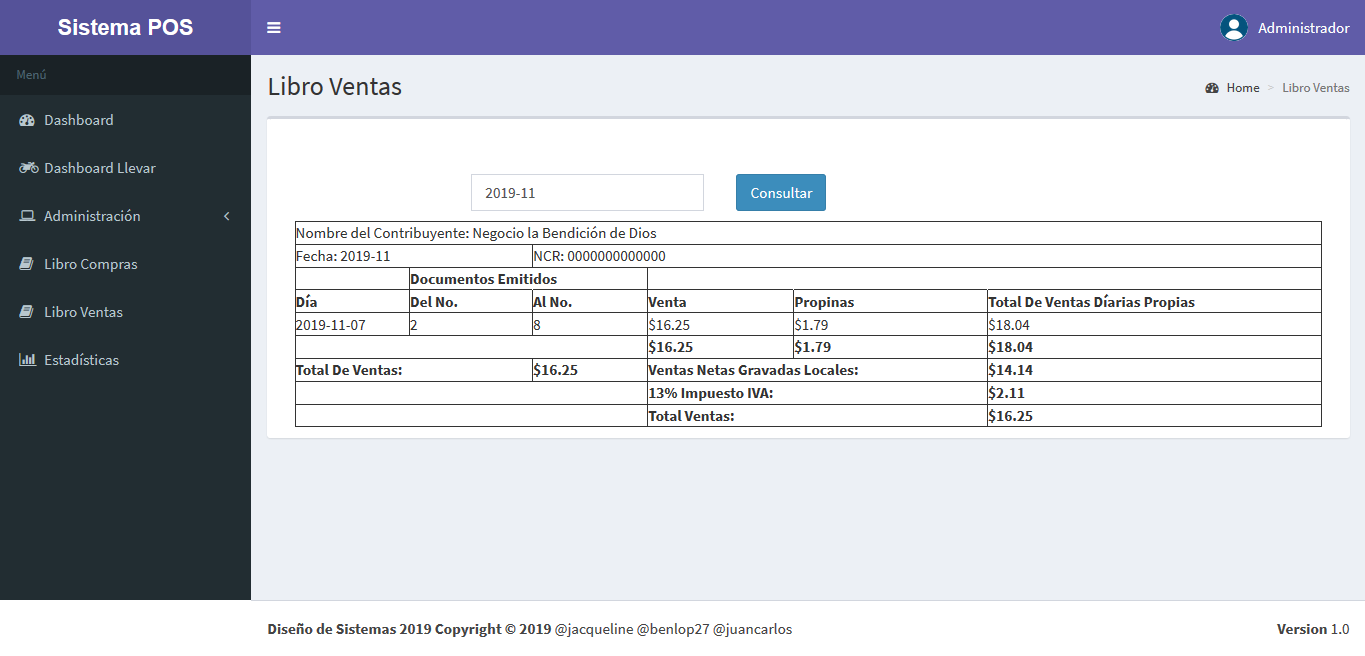 Sistema POS
Administrador
Menú
Dashboard
Dashboard Llevar
Administración
Libro Compras
Libro Ventas
Estadísticas
Libro Ventas
Home > Libro Ventas
2019-11
Consultar
Nombre del Contribuyente: Negocio la Bendición de Dios
Fecha: 2019-11 NCR: 0000000000000
Documentos Emitidos
Día Del No. Al No. Venta Propinas Total De Ventas Díarias Propias
2019-11-07 2 8 $16.25 $1.79 $18.04
$16.25 $1.79 $18.04
Total De Ventas: $16.25 Ventas Netas Gravadas Locales: $14.14
13% Impuesto IVA: $2.11
Total Ventas: $16.25
Diseño de Sistemas 2019 Copyright © 2019 @jacqueline @benlop27 @juancarlos
Version 1.0